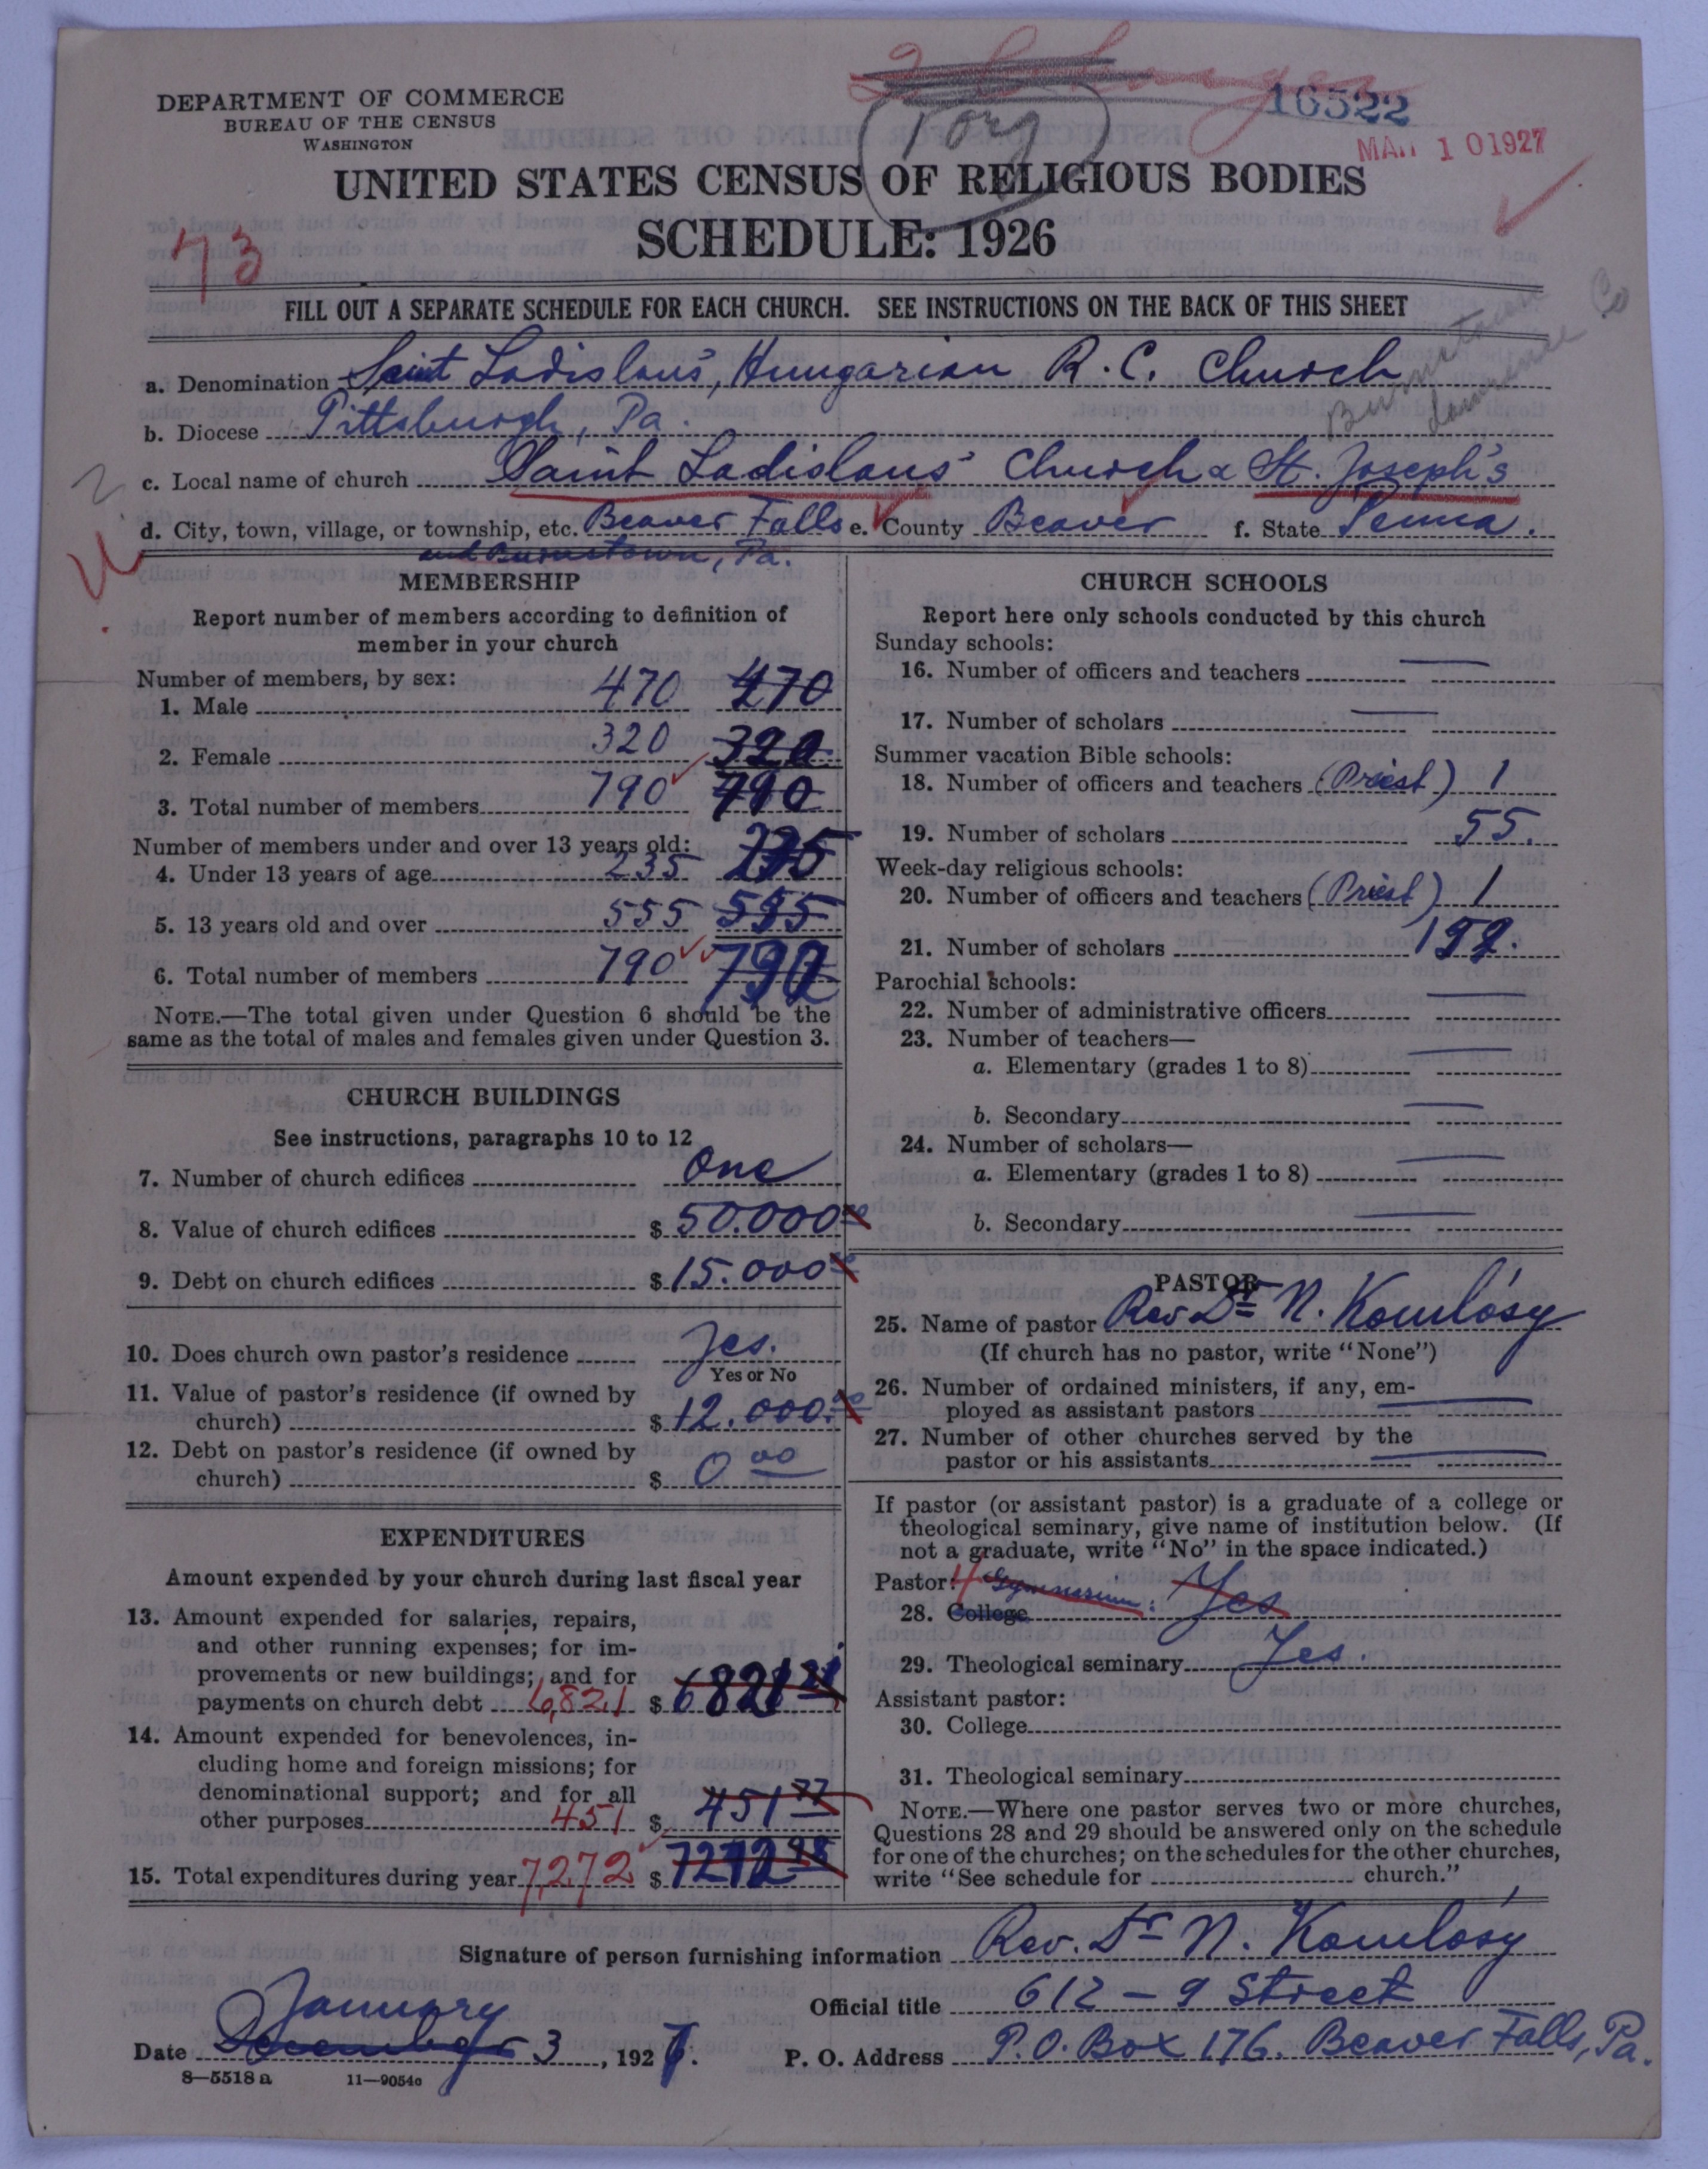 16522
MAR 10 1927
DEPARTMENT OF COMMERCE
BUREAU OF THE CENSUS
WASHINGTON
UNITED STATES CENSUS OF RELIGIOUS BODIES
SCHEDULE: 1926
73
FILL OUT A SEPARATE SCHEDULE FOR EACH CHURCH. SEE INSTRUCTIONS ON THE BACK OF THIS SHEET
a. Denomination Saint Ladislaus', Hungarian R. C. Church
b. Diocese Pittsburgh, Pa.
c. Local name of church Saint Ladislaus' Church & St. Joseph's
d. City, town, village, or township, etc. Beaver Falls e. County Beaver f. State Penna.
and Burnstown, Pa.
MEMBERSHIP
Report number of members according to definition of
member in your church
Number of members, by sex:
1. Male 470 470
2. Female 320 320
3. Total number of members 790 790
Number of members under and over 13 years old:
4. Under 13 years of age 235
5. 13 years old and over 555
6. Total number of members 790 790
NOTE.—The total given under Question 6 should be the
same as the total of males and females given under Question 3.
CHURCH BUILDINGS
See instructions, paragraphs 10 to 12
7. Number of church edifices One
8. Value of church edifices $ 50.000 00
9. Debt on church edifices $ 15.000 00
10. Does church own pastor's residence Yes.
Yes or No
11. Value of pastor's residence (if owned by
church) $ 12.000.00
12. Debt on pastor's residence (if owned by
church) $ 0 00
EXPENDITURES
Amount expended by your church during last fiscal year
13. Amount expended for salaries, repairs,
and other running expenses; for im-
provements or new buildings; and for
payments on church debt 6,821 $ 6821 21
14. Amount expended for benevolences, in-
cluding home and foreign missions; for
denominational support; and for all
other purposes 451 $ 451 77
15. Total expenditures during year 7,272 $ 7272 98
CHURCH SCHOOLS
Report here only schools conducted by this church
Sunday schools:
16. Number of officers and teachers
17. Number of scholars
Summer vacation Bible schools:
18. Number of officers and teachers (Priest) 1
19. Number of scholars 55.
Week-day religious schools:
20. Number of officers and teachers (Priest) 1
21. Number of scholars
Parochial schools:
22. Number of administrative officers
23. Number of teachers—
a. Elementary (grades 1 to 8)
b. Secondary
24. Number of scholars—
a. Elementary (grades 1 to 8)
b. Secondary
PASTOR
25. Name of pastor Rev. Dr N. Komlósy
(If church has no pastor, write "None")
26. Number of ordained ministers, if any, em-
ployed as assistant pastors
27. Number of other churches served by the
pastor or his assistants
If pastor (or assistant pastor) is a graduate of a college or
theological seminary, give name of institution below. (If
not a graduate, write "No" in the space indicated.)
Pastor: Gymnasium: Yes
28. College
29. Theological seminary Yes.
Assistant pastor:
30. College
31. Theological seminary
NOTE.—Where one pastor serves two or more churches,
Questions 28 and 29 should be answered only on the schedule
for one of the churches; on the schedules for the other churches,
write "See schedule for church."
Signature of person furnishing information Rev. Dr N. Komlósy
Official title 612 – 9 Street
Date January December 3, 1927. P. O. Address P.O. Box 176. Beaver Falls, Pa.
8—5518a 11—9054a